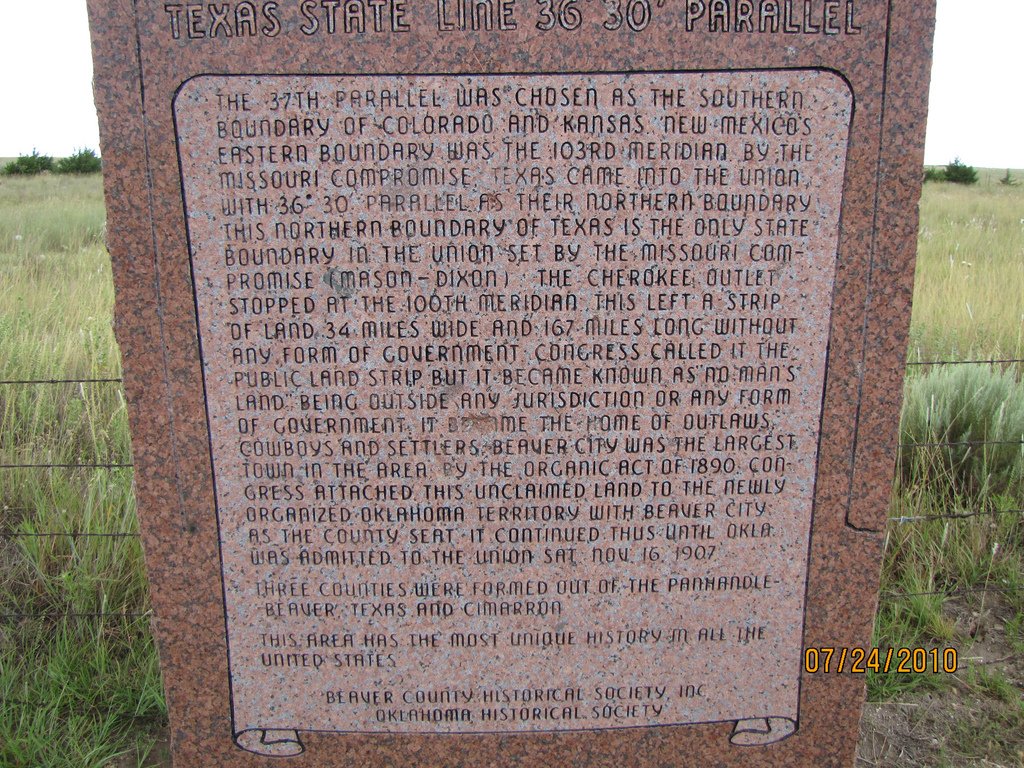 TEXAS STATE LINE 36°30' PARALLEL
THE 37TH PARALLEL WAS CHOSEN AS THE SOUTHERN
BOUNDARY OF COLORADO AND KANSAS. NEW MEXICO'S
EASTERN BOUNDARY WAS THE 103RD MERIDIAN. BY THE
MISSOURI COMPROMISE, TEXAS CAME INTO THE UNION,
WITH 36° 30' PARALLEL AS THEIR NORTHERN BOUNDARY
THIS NORTHERN BOUNDARY OF TEXAS IS THE ONLY STATE
BOUNDARY IN THE UNION SET BY THE MISSOURI COM-
PROMISE (MASON-DIXON). THE CHEROKEE OUTLET
STOPPED AT THE 100TH MERIDIAN. THIS LEFT A STRIP
OF LAND 34 MILES WIDE AND 167 MILES LONG WITHOUT
ANY FORM OF GOVERNMENT. CONGRESS CALLED IT THE
PUBLIC LAND STRIP BUT IT BECAME KNOWN AS "NO MAN'S
LAND". BEING OUTSIDE ANY JURISDICTION OR ANY FORM
OF GOVERNMENT, IT BECAME THE HOME OF OUTLAWS,
COWBOYS AND SETTLERS. BEAVER CITY WAS THE LARGEST
TOWN IN THE AREA. BY THE ORGANIC ACT OF 1890, CON-
GRESS ATTACHED THIS UNCLAIMED LAND TO THE NEWLY
ORGANIZED OKLAHOMA TERRITORY WITH BEAVER CITY
AS THE COUNTY SEAT. IT CONTINUED THUS UNTIL OKLA.
WAS ADMITTED TO THE UNION SAT. NOV. 16, 1907
THREE COUNTIES WERE FORMED OUT OF THE PANHANDLE-
BEAVER, TEXAS AND CIMARRON
THIS AREA HAS THE MOST UNIQUE HISTORY IN ALL THE
UNITED STATES
BEAVER COUNTY HISTORICAL SOCIETY, INC.
OKLAHOMA HISTORICAL SOCIETY
07/24/2010